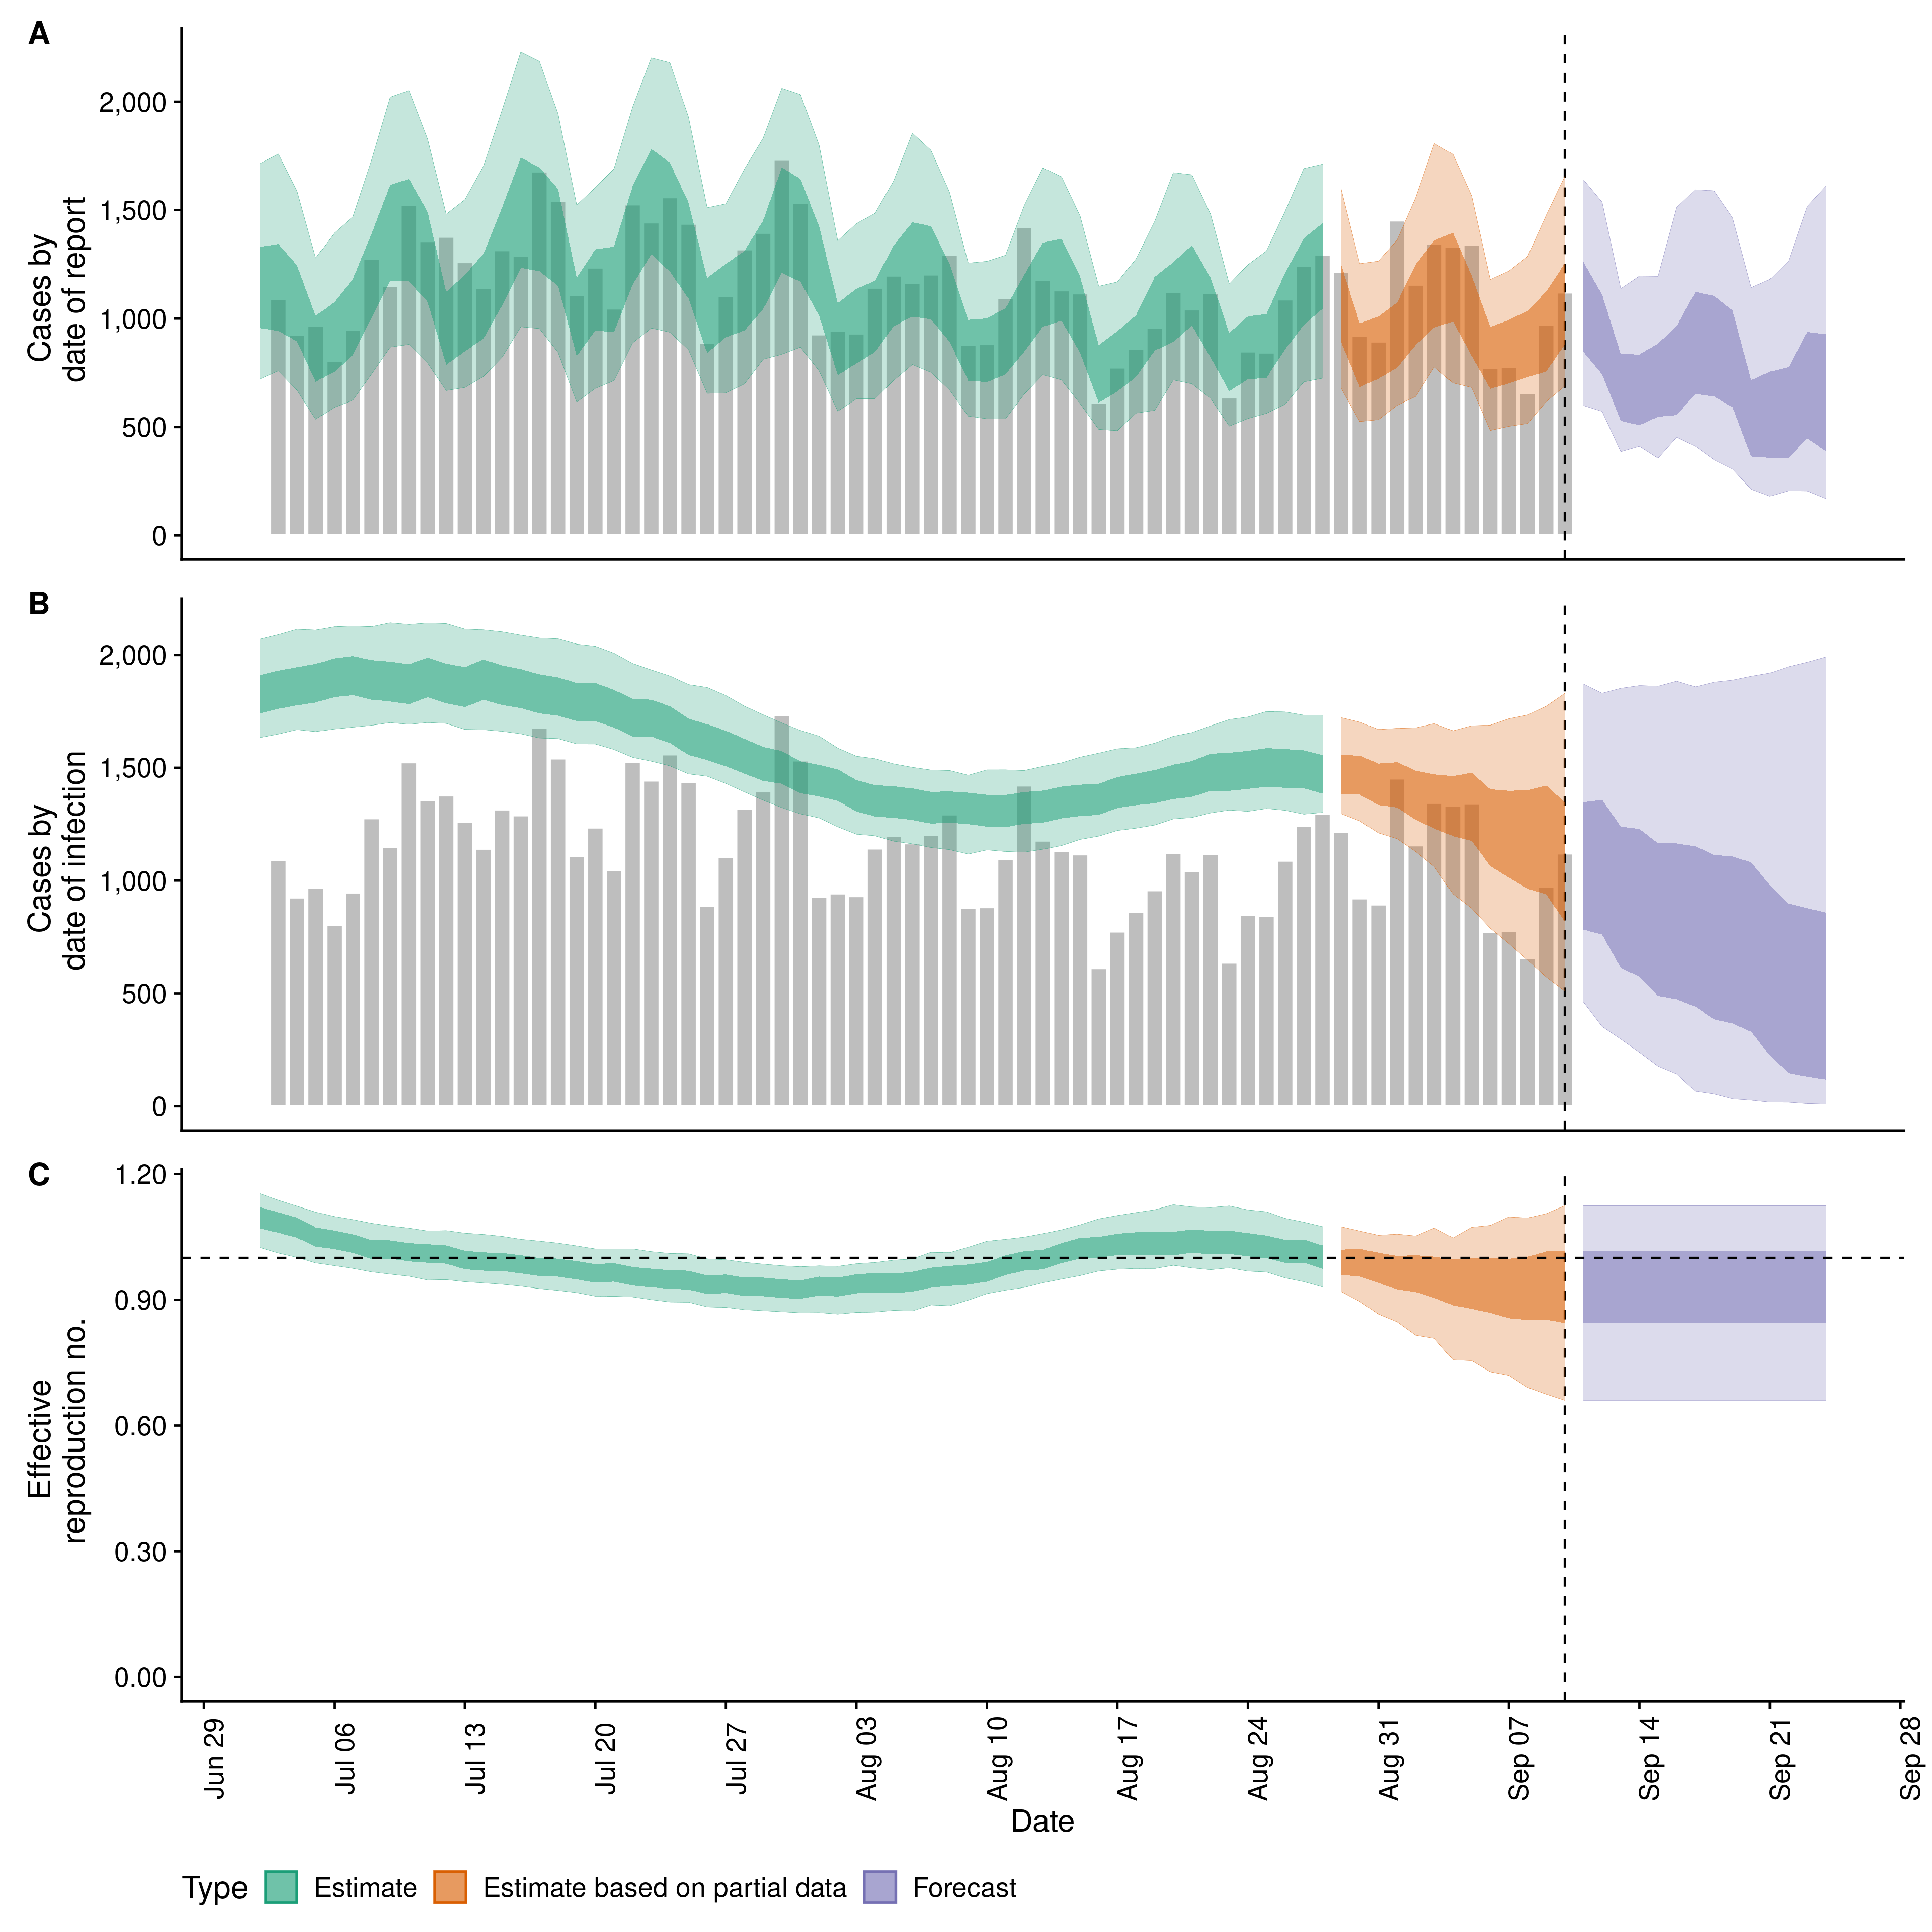 A
Cases by
date of report
2,000
1,500
1,000
500
0
B
Cases by
date of infection
2,000
1,500
1,000
500
0
C
Effective
reproduction no.
1.20
0.90
0.60
0.30
0.00
Jun 29
Jul 06
Jul 13
Jul 20
Jul 27
Aug 03
Aug 10
Aug 17
Aug 24
Aug 31
Sep 07
Sep 14
Sep 21
Sep 28
Date
Type Estimate Estimate based on partial data Forecast